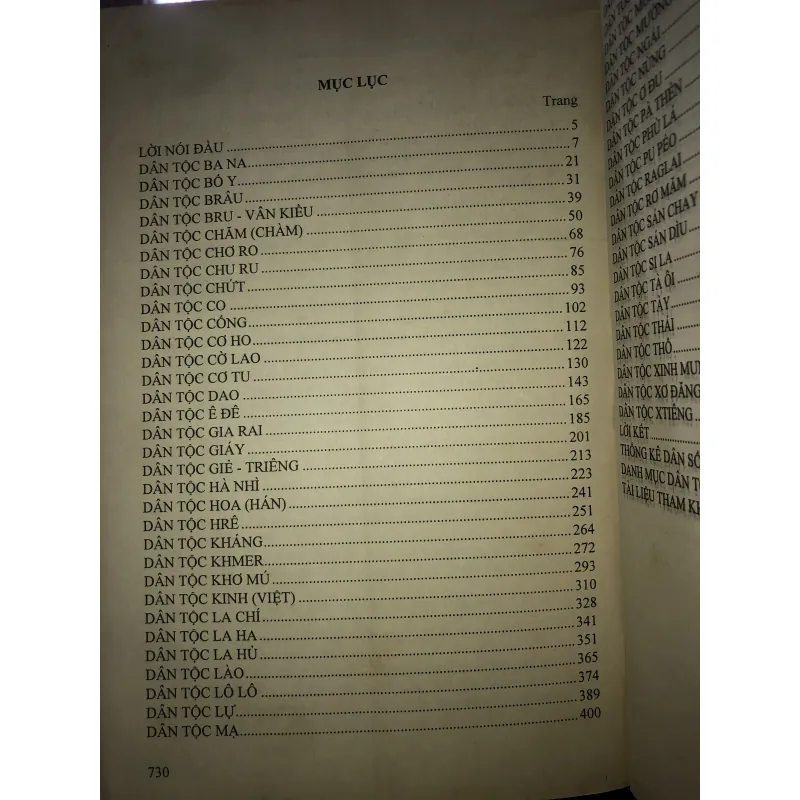 MỤC LỤC
Trang
LỜI NÓI ĐẦU ........ 5
DÂN TỘC BA NA ........ 7
DÂN TỘC BỐ Y ........ 21
DÂN TỘC BRÂU ........ 31
DÂN TỘC BRU - VÂN KIỀU ........ 39
DÂN TỘC CHĂM (CHÀM) ........ 50
DÂN TỘC CHƠ RO ........ 68
DÂN TỘC CHU RU ........ 76
DÂN TỘC CHỨT ........ 85
DÂN TỘC CO ........ 93
DÂN TỘC CỐNG ........ 102
DÂN TỘC CƠ HO ........ 112
DÂN TỘC CỜ LAO ........ 122
DÂN TỘC CƠ TU ........ 130
DÂN TỘC DAO ........ 143
DÂN TỘC Ê ĐÊ ........ 165
DÂN TỘC GIA RAI ........ 185
DÂN TỘC GIÁY ........ 201
DÂN TỘC GIẺ - TRIÊNG ........ 213
DÂN TỘC HÀ NHÌ ........ 223
DÂN TỘC HOA (HÁN) ........ 241
DÂN TỘC HRÊ ........ 251
DÂN TỘC KHÁNG ........ 264
DÂN TỘC KHMER ........ 272
DÂN TỘC KHƠ MÚ ........ 293
DÂN TỘC KINH (VIỆT) ........ 310
DÂN TỘC LA CHÍ ........ 328
DÂN TỘC LA HA ........ 341
DÂN TỘC LA HỦ ........ 351
DÂN TỘC LÀO ........ 365
DÂN TỘC LÔ LÔ ........ 374
DÂN TỘC LỰ ........ 389
DÂN TỘC MẠ ........ 400
730
DÂN TỘC MƯỜNG
DÂN TỘC NGÁI
DÂN TỘC NÙNG
DÂN TỘC Ơ ĐU
DÂN TỘC PÀ THẺN
DÂN TỘC PHÙ LÁ
DÂN TỘC PU PÉO
DÂN TỘC RAGLAI
DÂN TỘC RƠ MĂM
DÂN TỘC SÁN CHAY
DÂN TỘC SÁN DÌU
DÂN TỘC SI LA
DÂN TỘC TÀ ÔI
DÂN TỘC TÀY
DÂN TỘC THÁI
DÂN TỘC THỔ
DÂN TỘC XINH MUN
DÂN TỘC XƠ ĐĂNG
DÂN TỘC XTIÊNG
LỜI KẾT
THỐNG KÊ DÂN SỐ
DANH MỤC DÂN T
TÀI LIỆU THAM KH